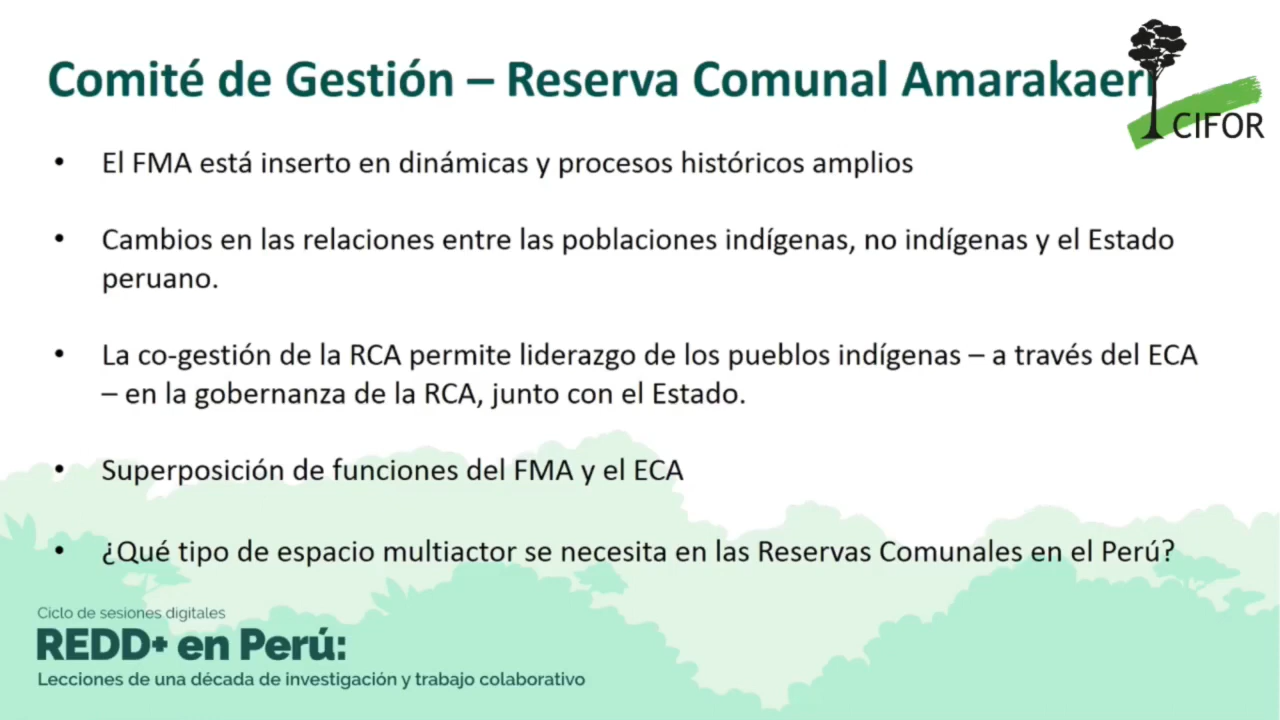 Comité de Gestión – Reserva Comunal Amarakaeri
CIFOR
• El FMA está inserto en dinámicas y procesos históricos amplios
• Cambios en las relaciones entre las poblaciones indígenas, no indígenas y el Estado
peruano.
• La co-gestión de la RCA permite liderazgo de los pueblos indígenas – a través del ECA
– en la gobernanza de la RCA, junto con el Estado.
• Superposición de funciones del FMA y el ECA
• ¿Qué tipo de espacio multiactor se necesita en las Reservas Comunales en el Perú?
Ciclo de sesiones digitales
REDD+ en Perú:
Lecciones de una década de investigación y trabajo colaborativo